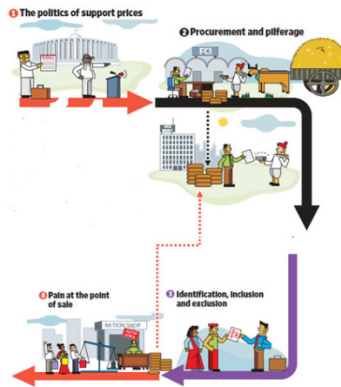 1 The politics of support prices
2 Procurement and pilferage
FCI
4 Pain at the point
of sale
RATION SHOP
3 Identification, inclusion
and exclusion